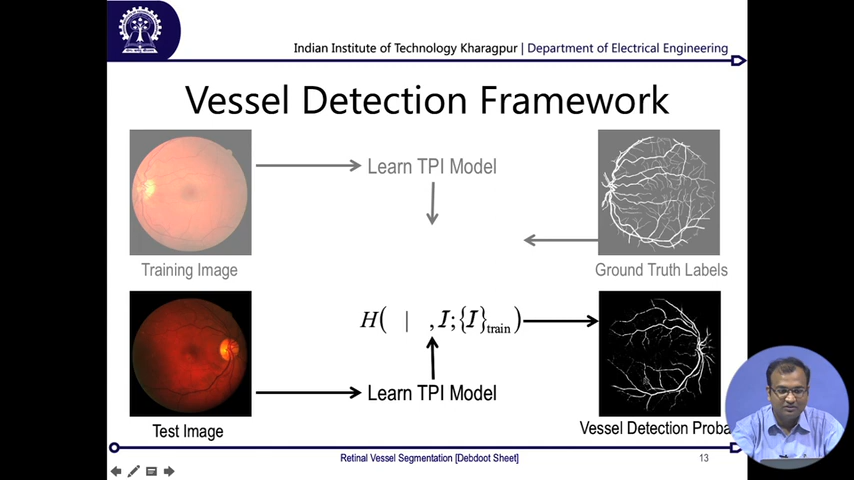 Indian Institute of Technology Kharagpur | Department of Electrical Engineering
Vessel Detection Framework
Learn TPI Model
Training Image
Ground Truth Labels
H( | , I; {I}train)
Learn TPI Model
Test Image
Vessel Detection Proba
Retinal Vessel Segmentation [Debdoot Sheet]
13